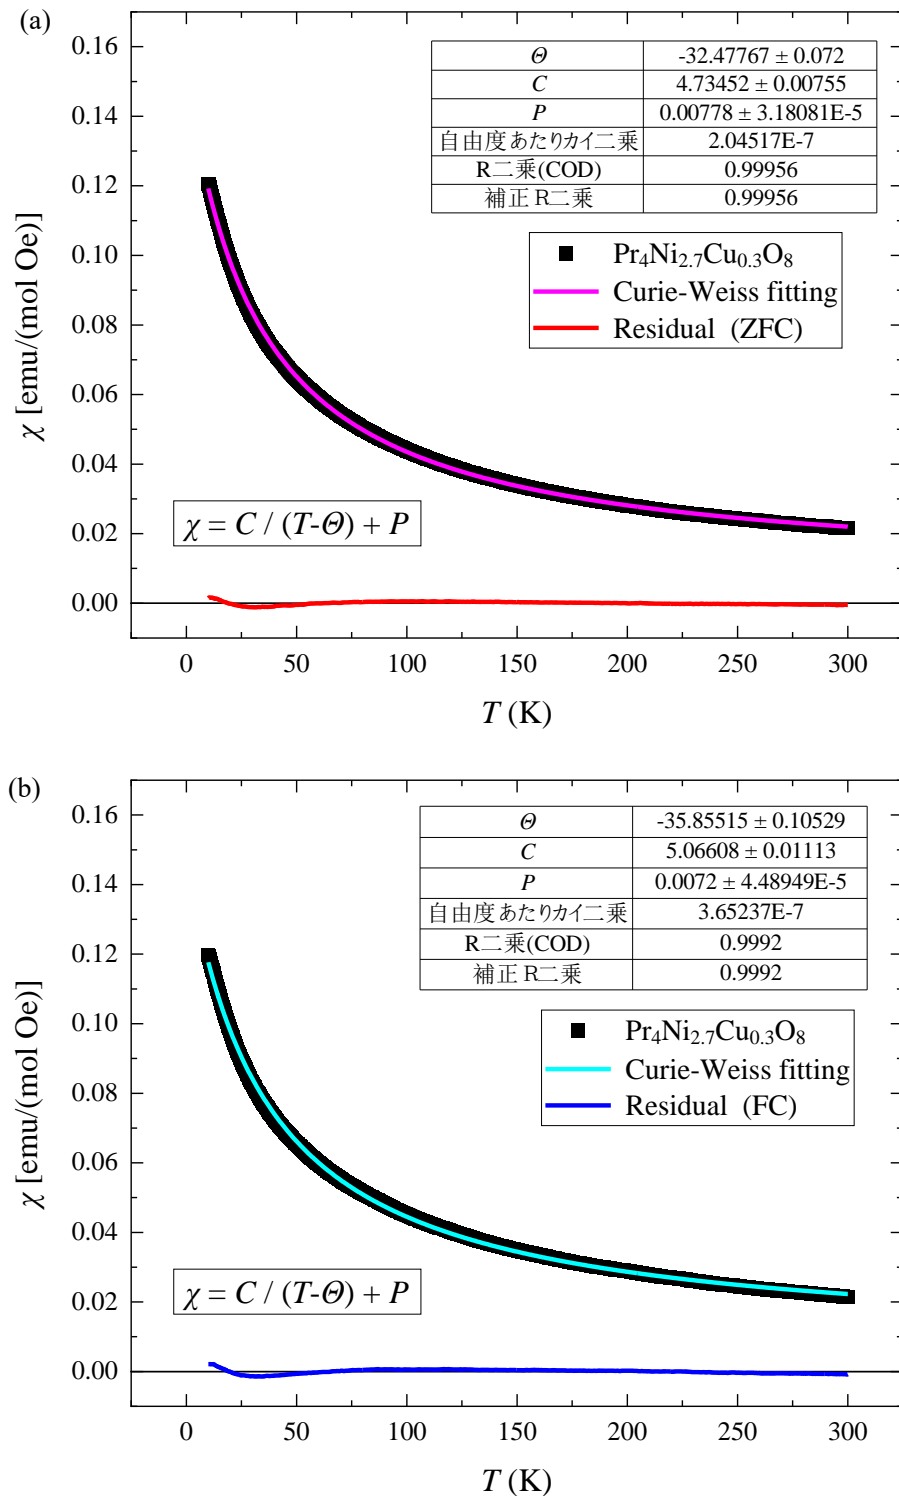 (a)
0.16
0.14
0.12
0.10
0.08
0.06
0.04
0.02
0.00
χ [emu/(mol Oe)]
Θ -32.47767 ± 0.072
C 4.73452 ± 0.00755
P 0.00778 ± 3.18081E-5
自由度あたりカイ二乗 2.04517E-7
R二乗(COD) 0.99956
補正 R二乗 0.99956
Pr4Ni2.7Cu0.3O8
Curie-Weiss fitting
Residual (ZFC)
χ = C / (T-Θ) + P
0 50 100 150 200 250 300
T (K)
(b)
0.16
0.14
0.12
0.10
0.08
0.06
0.04
0.02
0.00
χ [emu/(mol Oe)]
Θ -35.85515 ± 0.10529
C 5.06608 ± 0.01113
P 0.0072 ± 4.48949E-5
自由度あたりカイ二乗 3.65237E-7
R二乗(COD) 0.9992
補正 R二乗 0.9992
Pr4Ni2.7Cu0.3O8
Curie-Weiss fitting
Residual (FC)
χ = C / (T-Θ) + P
0 50 100 150 200 250 300
T (K)